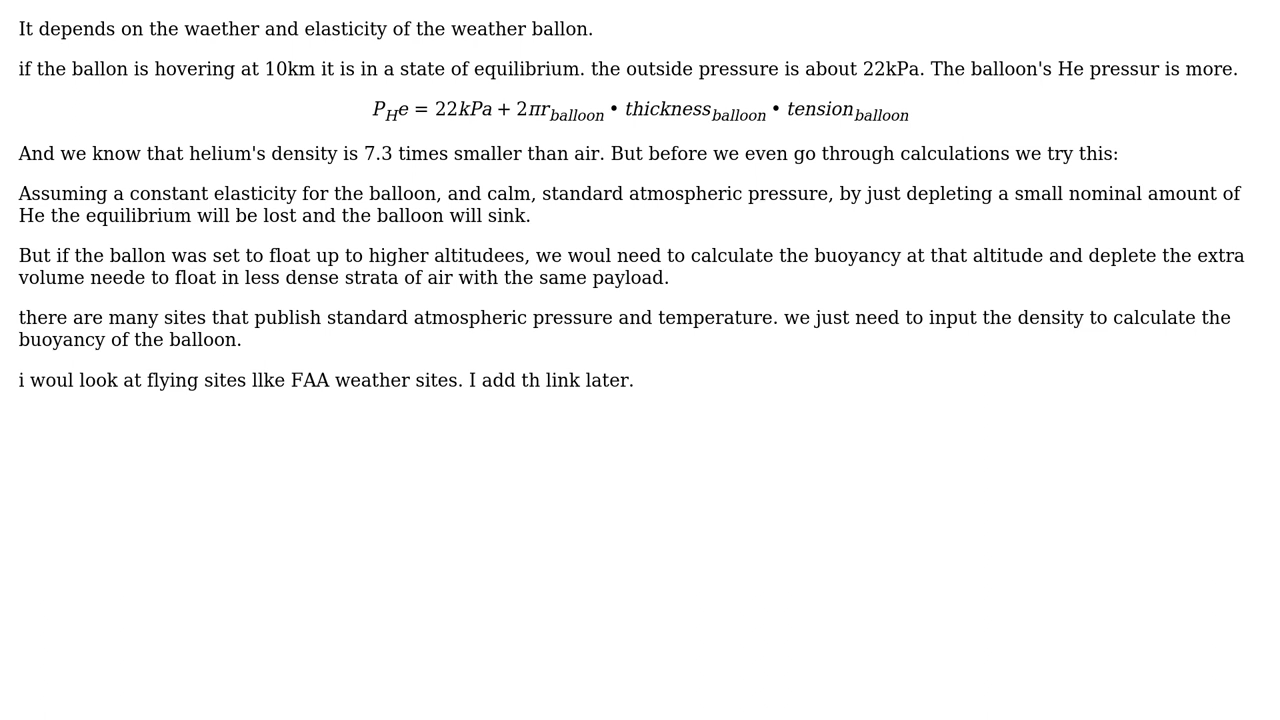 It depends on the waether and elasticity of the weather ballon.
if the ballon is hovering at 10km it is in a state of equilibrium. the outside pressure is about 22kPa. The balloon's He pressur is more.
P_He = 22kPa + 2πr_balloon • thickness_balloon • tension_balloon
And we know that helium's density is 7.3 times smaller than air. But before we even go through calculations we try this:
Assuming a constant elasticity for the balloon, and calm, standard atmospheric pressure, by just depleting a small nominal amount of
He the equilibrium will be lost and the balloon will sink.
But if the ballon was set to float up to higher altitudees, we woul need to calculate the buoyancy at that altitude and deplete the extra
volume neede to float in less dense strata of air with the same payload.
there are many sites that publish standard atmospheric pressure and temperature. we just need to input the density to calculate the
buoyancy of the balloon.
i woul look at flying sites llke FAA weather sites. I add th link later.